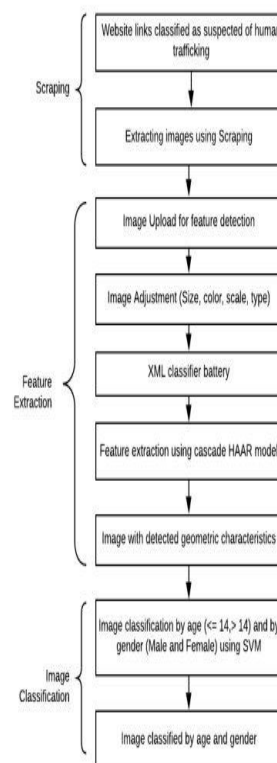 Website links classified as suspected of human
trafficking
Scraping
Extracting images using Scraping
Image Upload for feature detection
Image Adjustment (Size, color, scale, type)
XML classifier battery
Feature
Extraction
Feature extraction using cascade HAAR model
Image with detected geometric characteristics
Image classification by age (<= 14,> 14) and by
gender (Male and Female) using SVM
Image
Classification
Image classified by age and gender